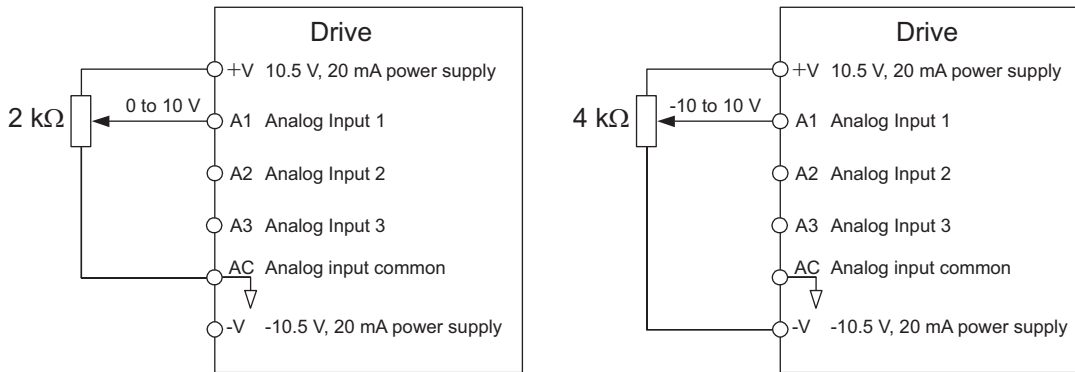 Drive
+V 10.5 V, 20 mA power supply
0 to 10 V
2 kΩ
A1 Analog Input 1
A2 Analog Input 2
A3 Analog Input 3
AC Analog input common
-V -10.5 V, 20 mA power supply
Drive
+V 10.5 V, 20 mA power supply
-10 to 10 V
4 kΩ
A1 Analog Input 1
A2 Analog Input 2
A3 Analog Input 3
AC Analog input common
-V -10.5 V, 20 mA power supply